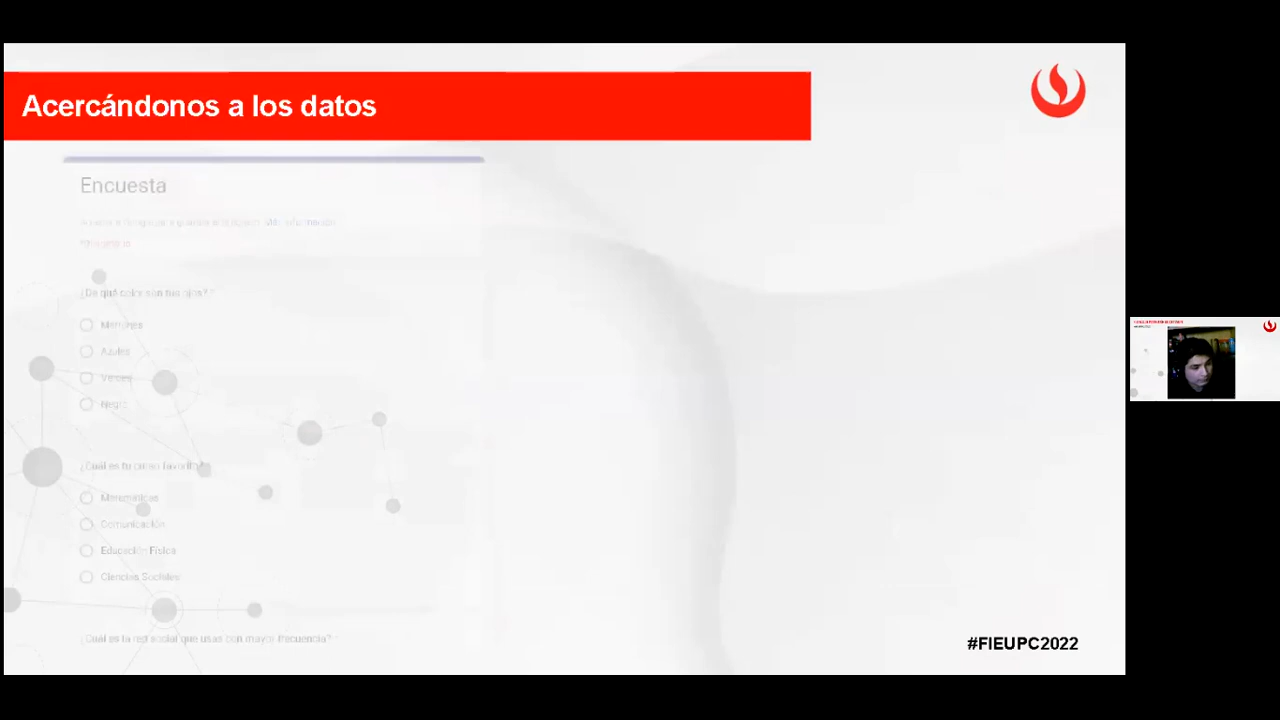 Acercándonos a los datos
Encuesta
¿De qué color son tus ojos? *
Marrones
Azules
Verdes
Negro
¿Cuál es tu curso favorito?
Matemáticas
Comunicación
Educación Física
Ciencias Sociales
¿Cuál es la red social que usas con mayor frecuencia? *
#FIEUPC2022